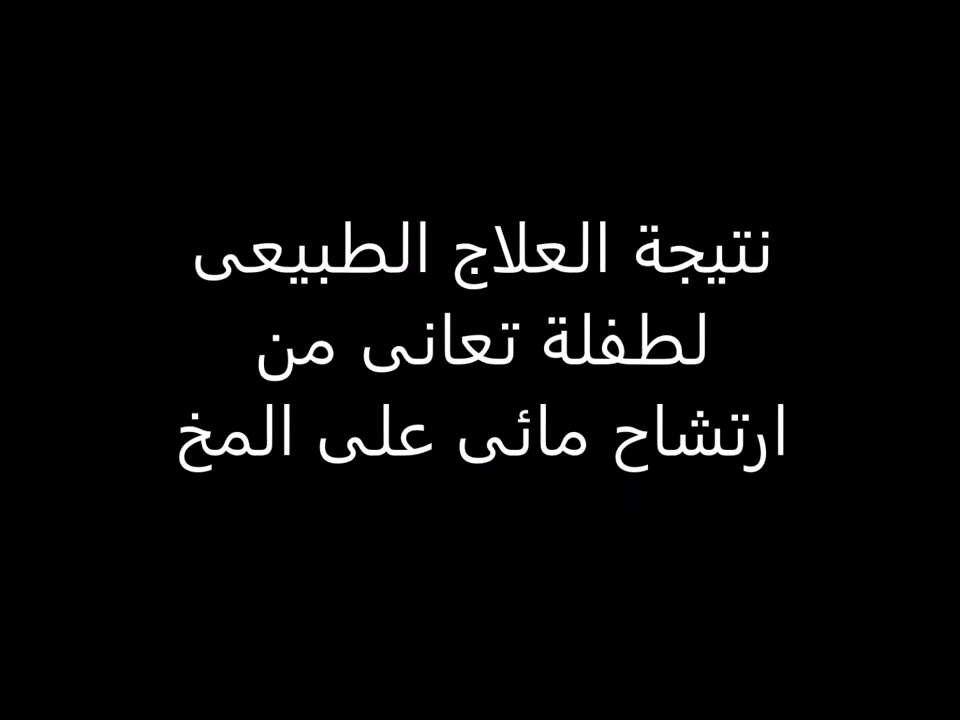 نتيجة العلاج الطبيعى
لطفلة تعانى من
ارتشاح مائى على المخ